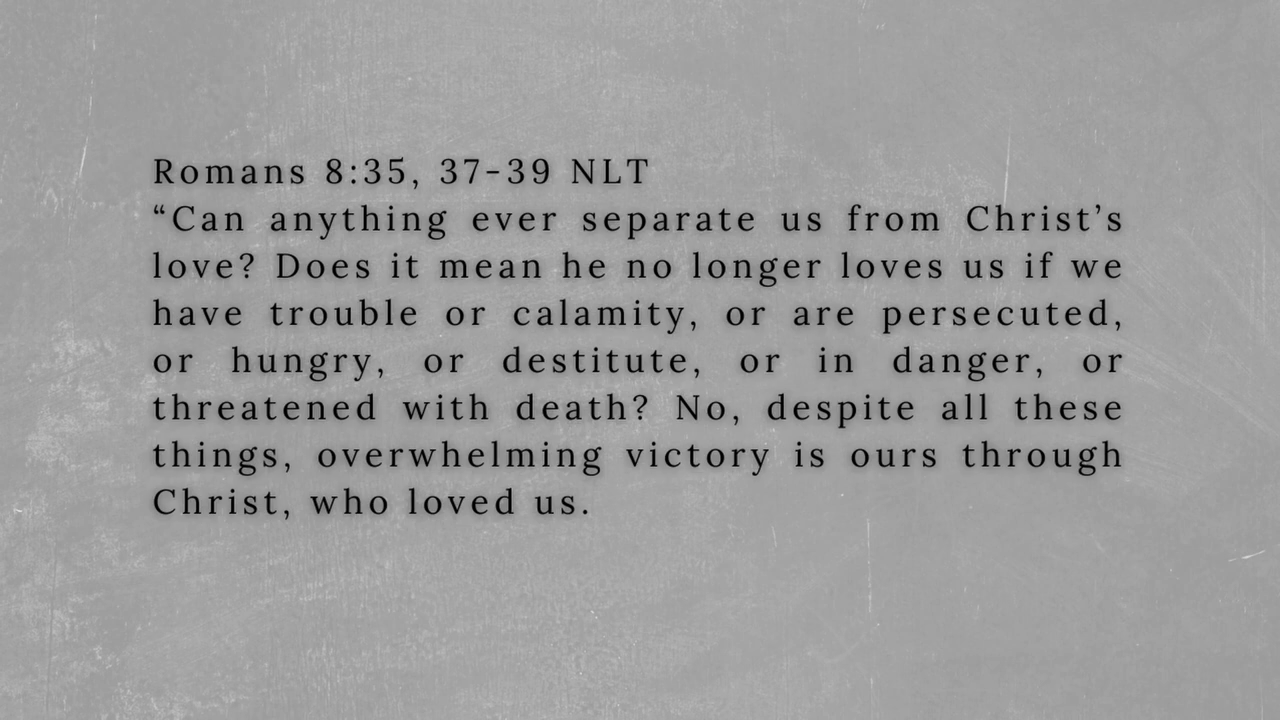 Romans 8:35, 37-39 NLT
“Can anything ever separate us from Christ’s
love? Does it mean he no longer loves us if we
have trouble or calamity, or are persecuted,
or hungry, or destitute, or in danger, or
threatened with death? No, despite all these
things, overwhelming victory is ours through
Christ, who loved us.